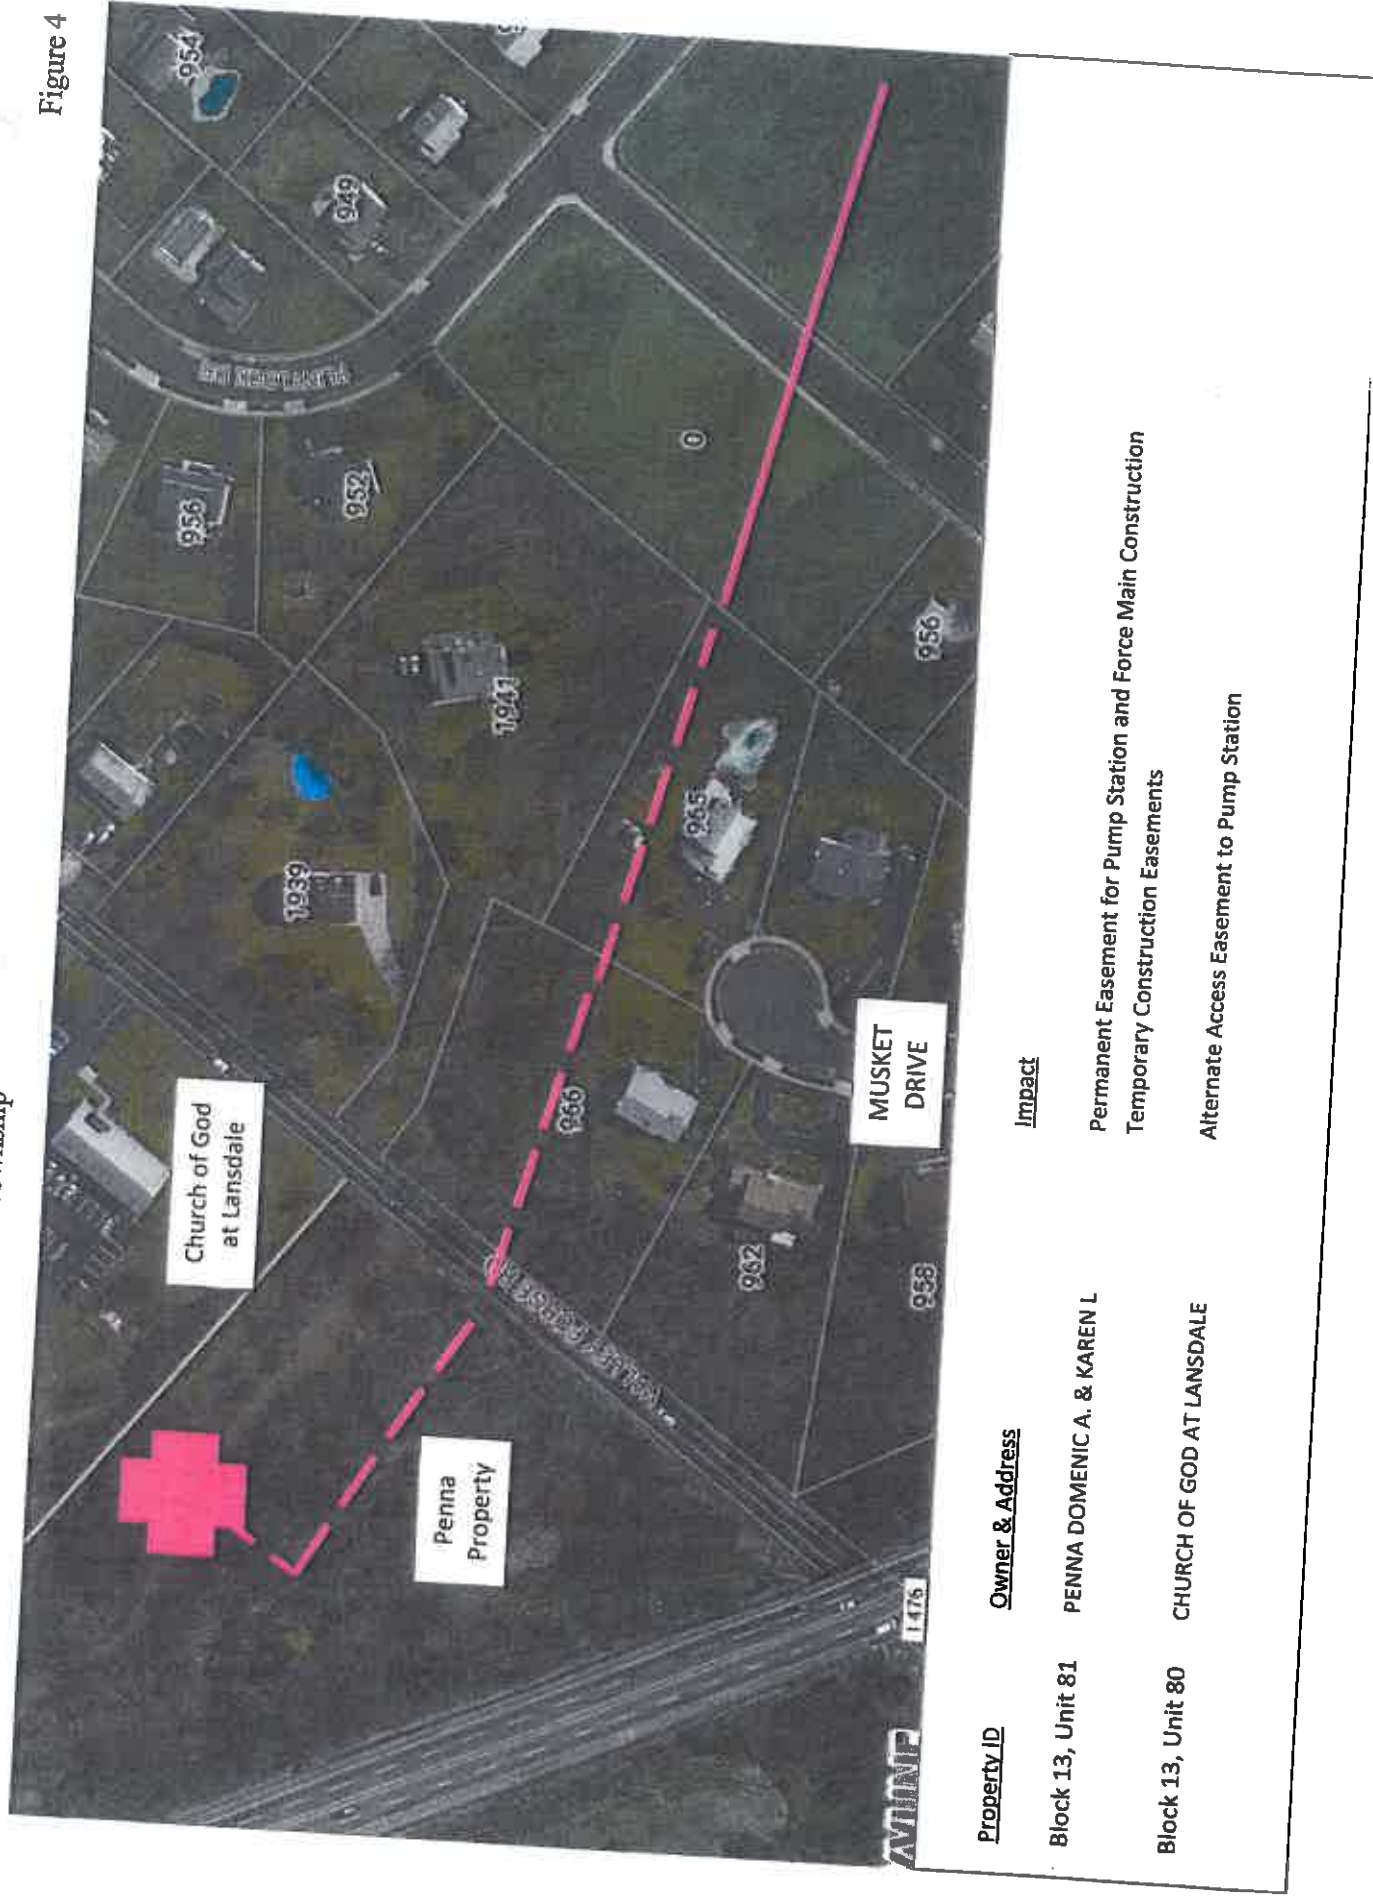 Figure 4
954
949
956
952
0
1941
1939
965
956
Church of God
at Lansdale
966
MUSKET
DRIVE
962
958
Penna
Property
I 476
Property ID
Owner & Address
Impact
Block 13, Unit 81
PENNA DOMENIC A. & KAREN L
Permanent Easement for Pump Station and Force Main Construction
Temporary Construction Easements
Block 13, Unit 80
CHURCH OF GOD AT LANSDALE
Alternate Access Easement to Pump Station